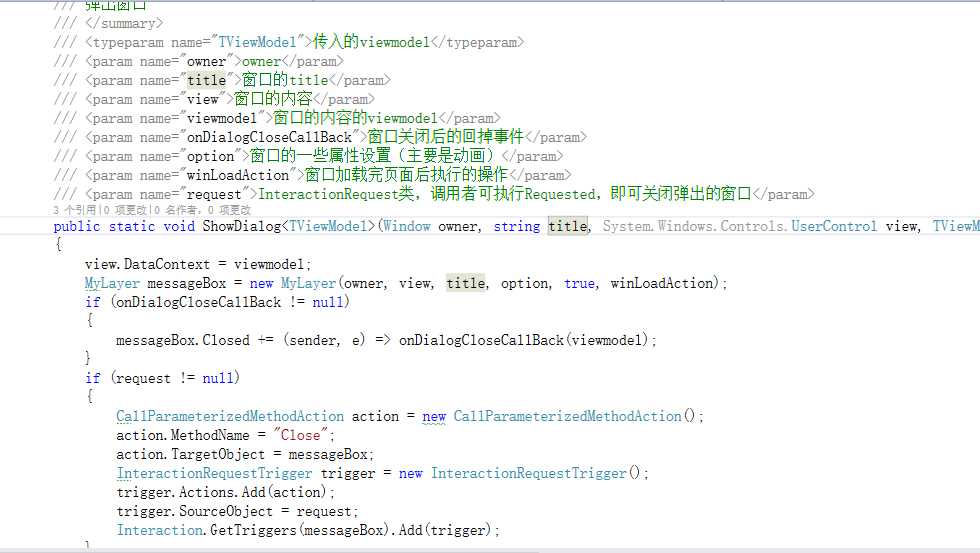 /// 弹出窗口
/// </summary>
/// <typeparam name="TViewModel">传入的viewmodel</typeparam>
/// <param name="owner">owner</param>
/// <param name="title">窗口的title</param>
/// <param name="view">窗口的内容</param>
/// <param name="viewmodel">窗口的内容的viewmodel</param>
/// <param name="onDialogCloseCallBack">窗口关闭后的回掉事件</param>
/// <param name="option">窗口的一些属性设置（主要是动画）</param>
/// <param name="winLoadAction">窗口加载完页面后执行的操作</param>
/// <param name="request">InteractionRequest类，调用者可执行Requested，即可关闭弹出的窗口</param>
3 个引用|0 项更改|0 名作者，0 项更改
public static void ShowDialog<TViewModel>(Window owner, string title, System.Windows.Controls.UserControl view, TViewM
{
view.DataContext = viewmodel;
MyLayer messageBox = new MyLayer(owner, view, title, option, true, winLoadAction);
if (onDialogCloseCallBack != null)
{
messageBox.Closed += (sender, e) => onDialogCloseCallBack(viewmodel);
}
if (request != null)
{
CallParameterizedMethodAction action = new CallParameterizedMethodAction();
action.MethodName = "Close";
action.TargetObject = messageBox;
InteractionRequestTrigger trigger = new InteractionRequestTrigger();
trigger.Actions.Add(action);
trigger.SourceObject = request;
Interaction.GetTriggers(messageBox).Add(trigger);
}